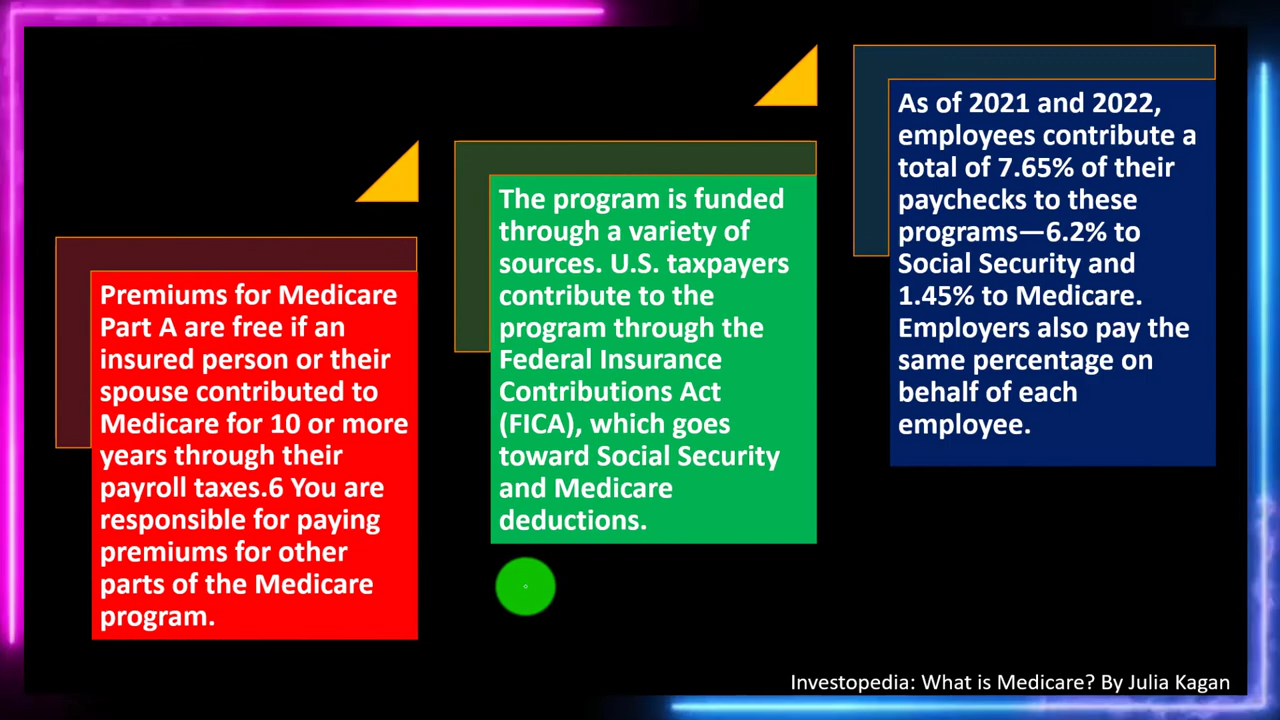 Premiums for Medicare
Part A are free if an
insured person or their
spouse contributed to
Medicare for 10 or more
years through their
payroll taxes.6 You are
responsible for paying
premiums for other
parts of the Medicare
program.
The program is funded
through a variety of
sources. U.S. taxpayers
contribute to the
program through the
Federal Insurance
Contributions Act
(FICA), which goes
toward Social Security
and Medicare
deductions.
As of 2021 and 2022,
employees contribute a
total of 7.65% of their
paychecks to these
programs—6.2% to
Social Security and
1.45% to Medicare.
Employers also pay the
same percentage on
behalf of each
employee.
Investopedia: What is Medicare? By Julia Kagan